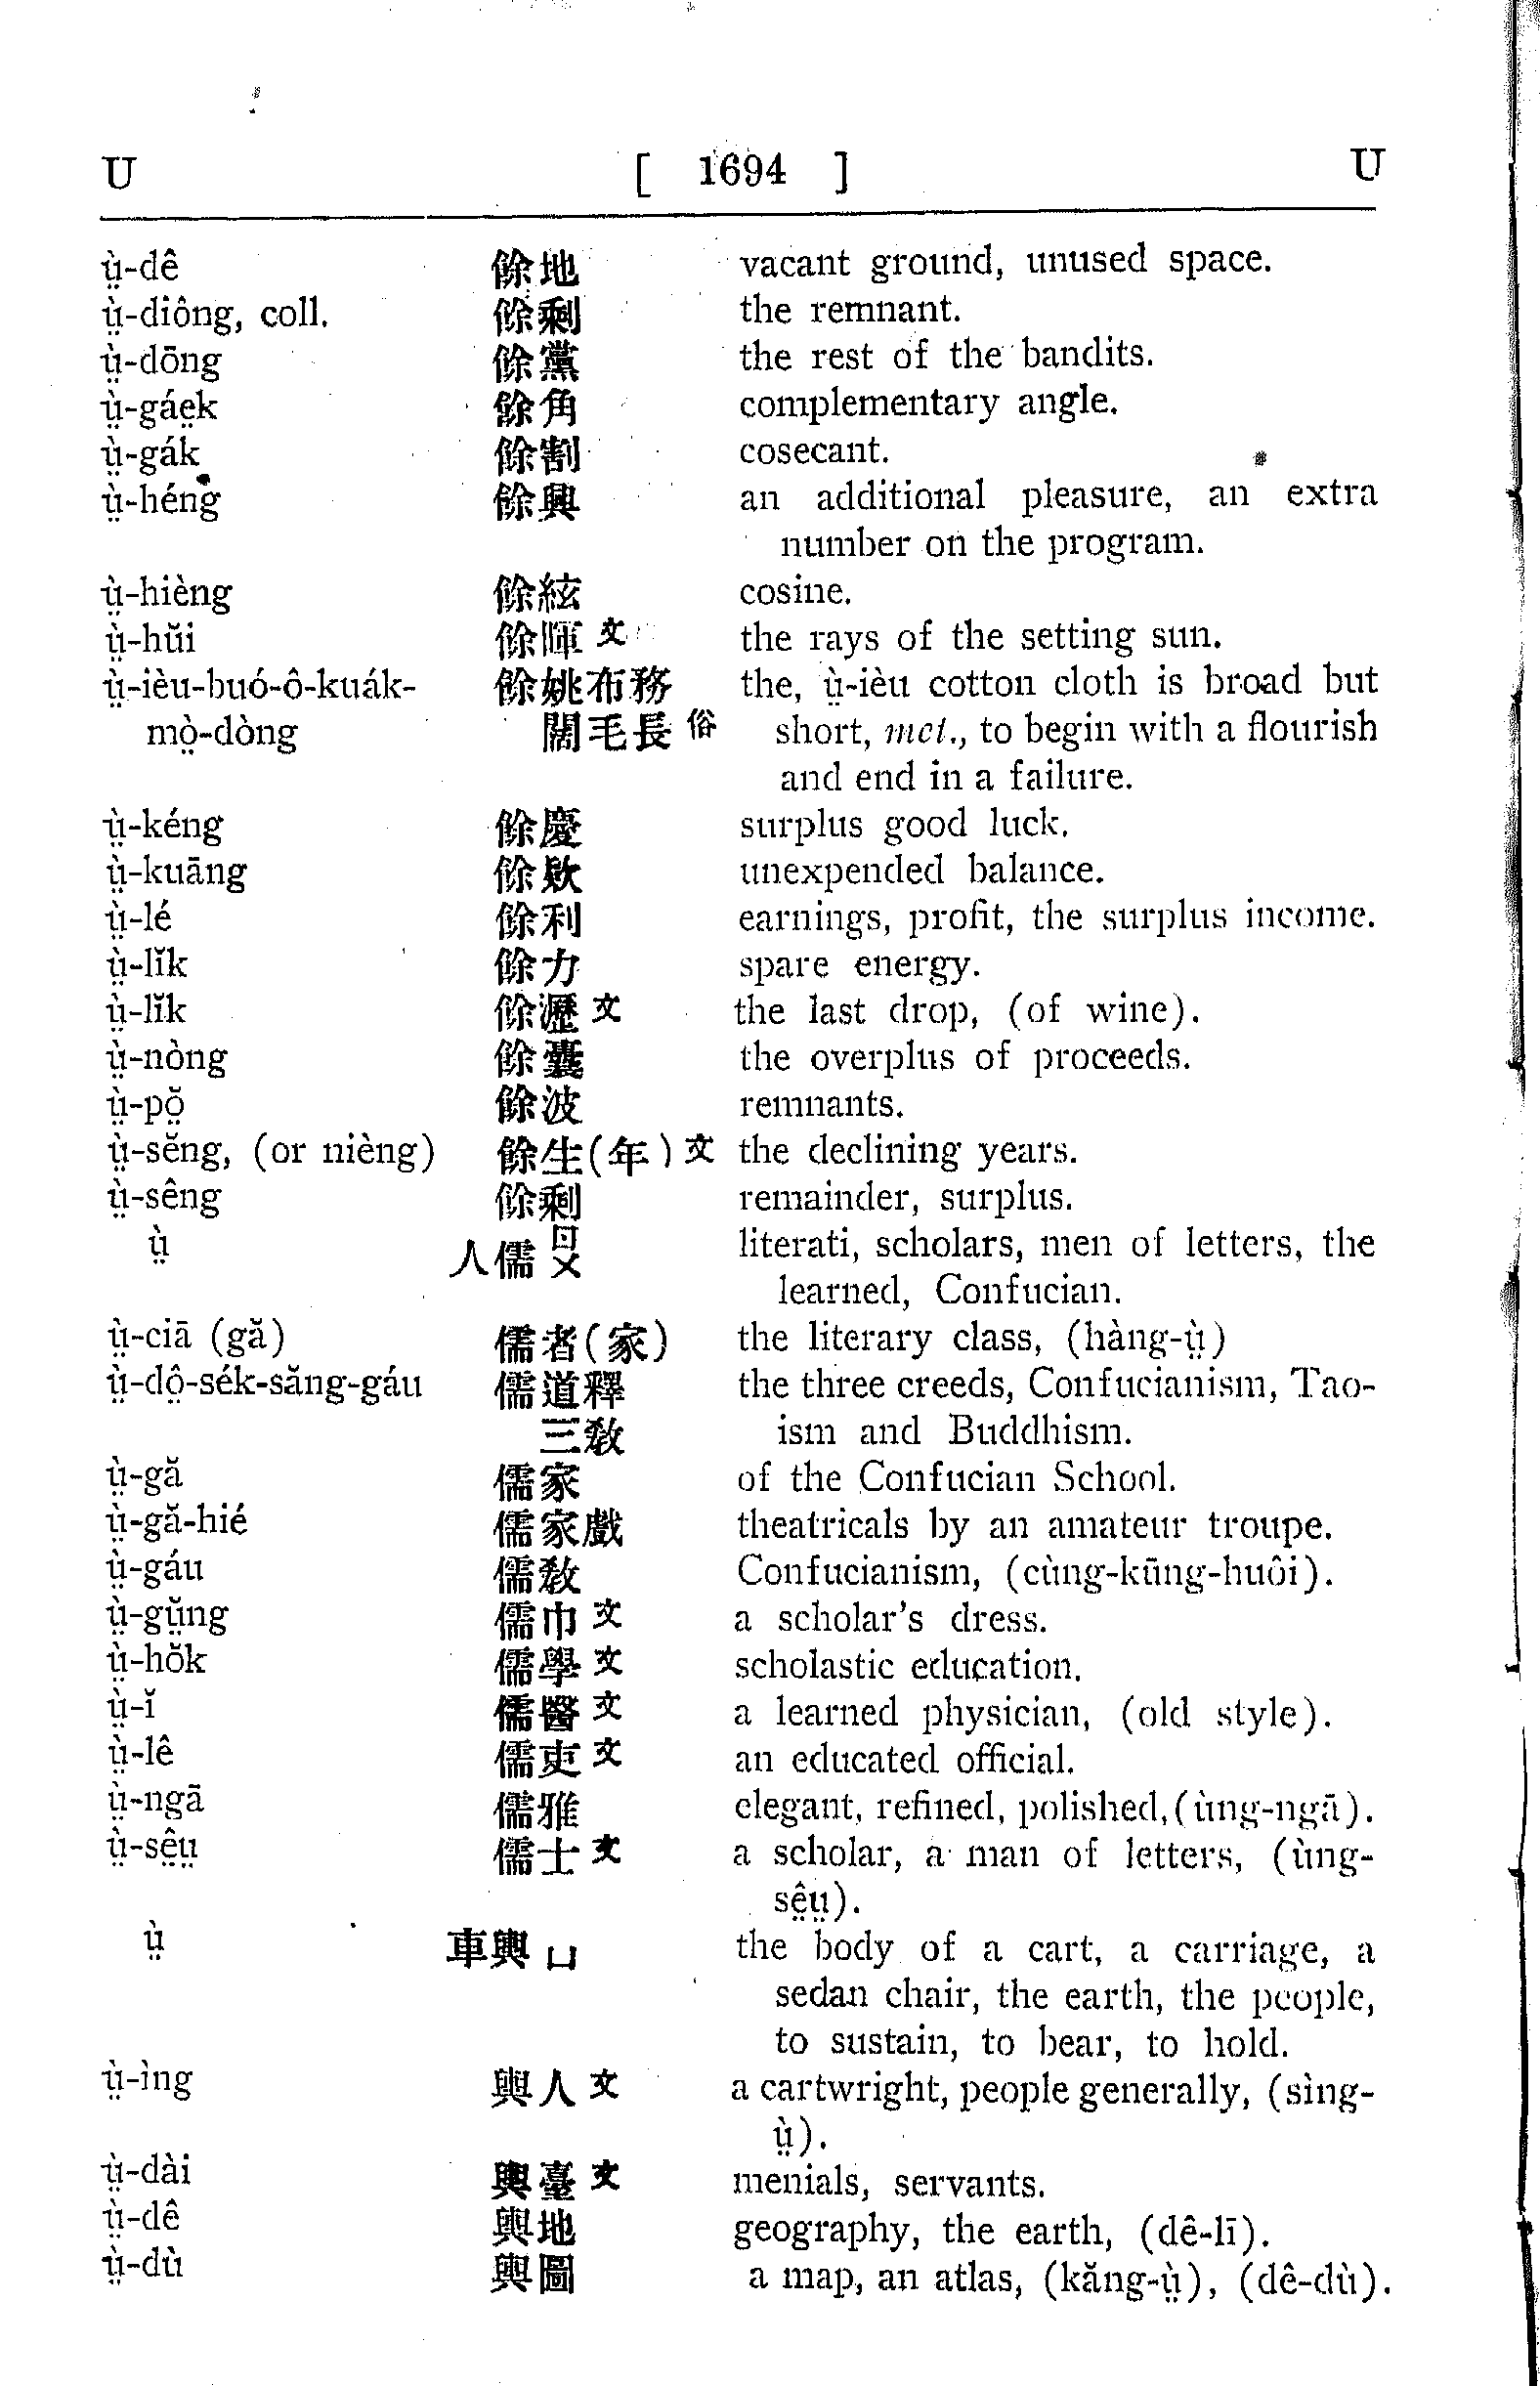 U [ 1694 ] U
ṳ̀-dê 餘地 vacant ground, unused space.
ṳ̀-diông, coll. 餘剩 the remnant.
ṳ̀-dōng 餘黨 the rest of the bandits.
ṳ̀-gáe̤k 餘角 complementary angle.
ṳ̀-gák 餘割 cosecant.
ṳ̀-héng 餘興 an additional pleasure, an extra
number on the program.
ṳ̀-hièng 餘絃 cosine.
ṳ̀-hŭi 餘暉文 the rays of the setting sun.
ṳ̀-ièu-buó-ô-kuák- 餘姚布務 the, ṳ̀-ièu cotton cloth is broad but
mò̤-dòng 闊毛長俗 short, met., to begin with a flourish
and end in a failure.
ṳ̀-kéng 餘慶 surplus good luck.
ṳ̀-kuāng 餘欵 unexpended balance.
ṳ̀-lé 餘利 earnings, profit, the surplus income.
ṳ̀-lĭk 餘力 spare energy.
ṳ̀-lĭk 餘瀝文 the last drop, (of wine).
ṳ̀-nòng 餘囊 the overplus of proceeds.
ṳ̀-pŏ̤ 餘波 remnants.
ṳ̀-sĕng, (or nièng) 餘生(年)文 the declining years.
ṳ̀-sêng 餘剩 remainder, surplus.
ṳ̀ 人儒 literati, scholars, men of letters, the
learned, Confucian.
ṳ̀-ciā (gă) 儒者(家) the literary class, (hàng-ṳ̀)
ṳ̀-dô̤-sék-săng-gáu 儒道釋 the three creeds, Confucianism, Tao-
三敎 ism and Buddhism.
ṳ̀-gă 儒家 of the Confucian School.
ṳ̀-gă-hié 儒家戲 theatricals by an amateur troupe.
ṳ̀-gáu 儒敎 Confucianism, (cùng-kūng-huôi).
ṳ̀-gṳ̆ng 儒巾文 a scholar's dress.
ṳ̀-hŏk 儒學文 scholastic education.
ṳ̀-ĭ 儒醫文 a learned physician, (old style).
ṳ̀-lê 儒吏文 an educated official.
ṳ̀-ngā 儒雅 elegant, refined, polished,(ùng-ngā).
ṳ̀-sê̤ṳ 儒士文 a scholar, a man of letters, (ùng-
sê̤ṳ).
ṳ̀ 車輿凵 the body of a cart, a carriage, a
sedan chair, the earth, the people,
to sustain, to bear, to hold.
ṳ̀-ìng 輿人文 a cartwright, people generally, (sìng-
ṳ̀).
ṳ̀-dài 輿臺文 menials, servants.
ṳ̀-dê 輿地 geography, the earth, (dê-lī).
ṳ̀-dù 輿圖 a map, an atlas, (kăng-ṳ̀), (dê-dù).